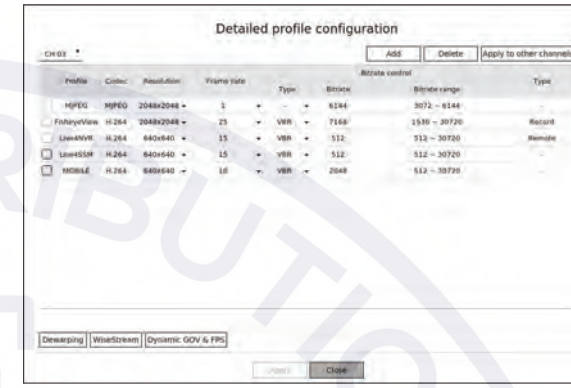 Detailed profile configuration
CH 03
Add Delete Apply to other channels
Bitrate control
Profile Codec Resolution Frame rate Type Bitrate Bitrate range Type
MJPEG MJPEG 2048x2048 1 - 6144 3072 ~ 6144 -
FisheyeView H.264 2048x2048 25 VBR 7168 1536 ~ 30720 Record
Live4NVR H.264 640x640 15 VBR 512 512 ~ 30720 Remote
Live4SSM H.264 640x640 15 VBR 512 512 ~ 30720 -
MOBILE H.264 640x640 10 VBR 2048 512 ~ 30720 -
Dewarping WiseStream Dynamic GOV & FPS
Apply Close